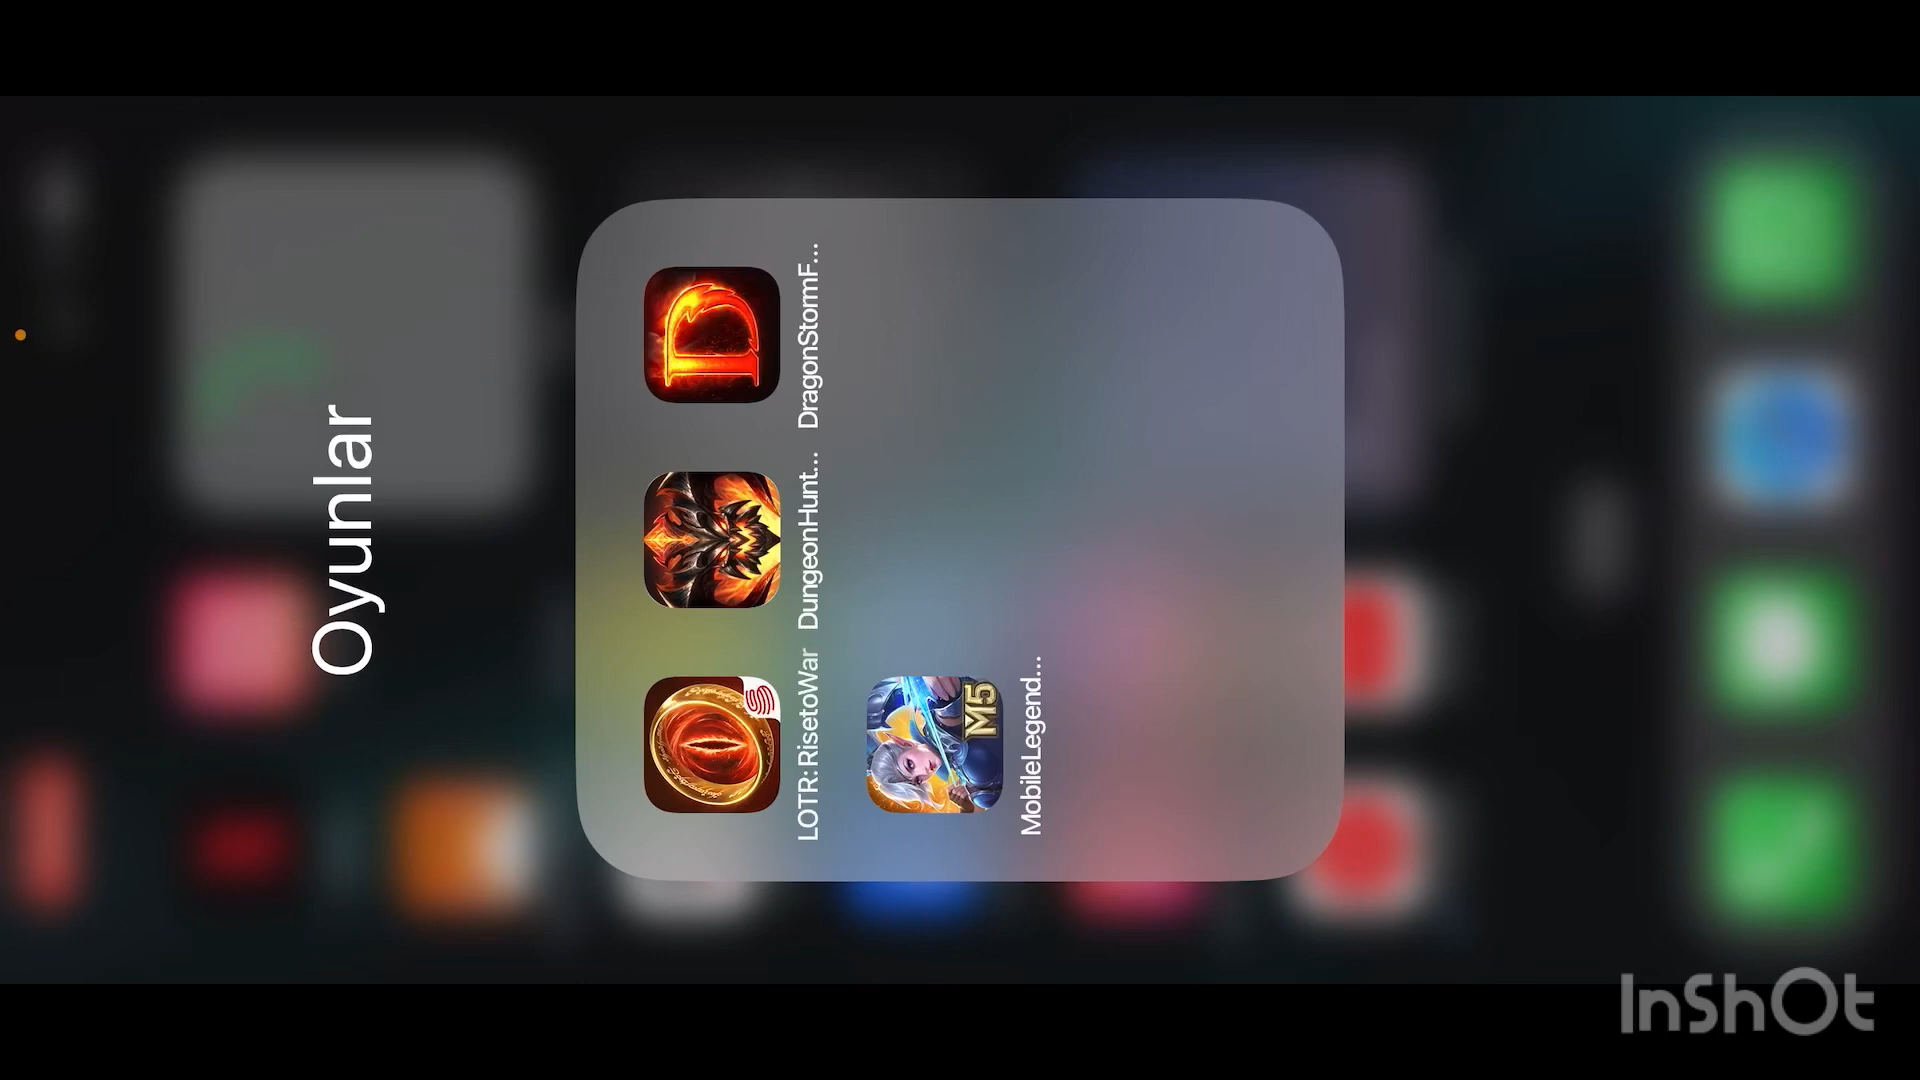 Oyunlar
LOTR: RisetoWar
DungeonHunt...
DragonStormF...
MobileLegend...
M5
D
InShOt